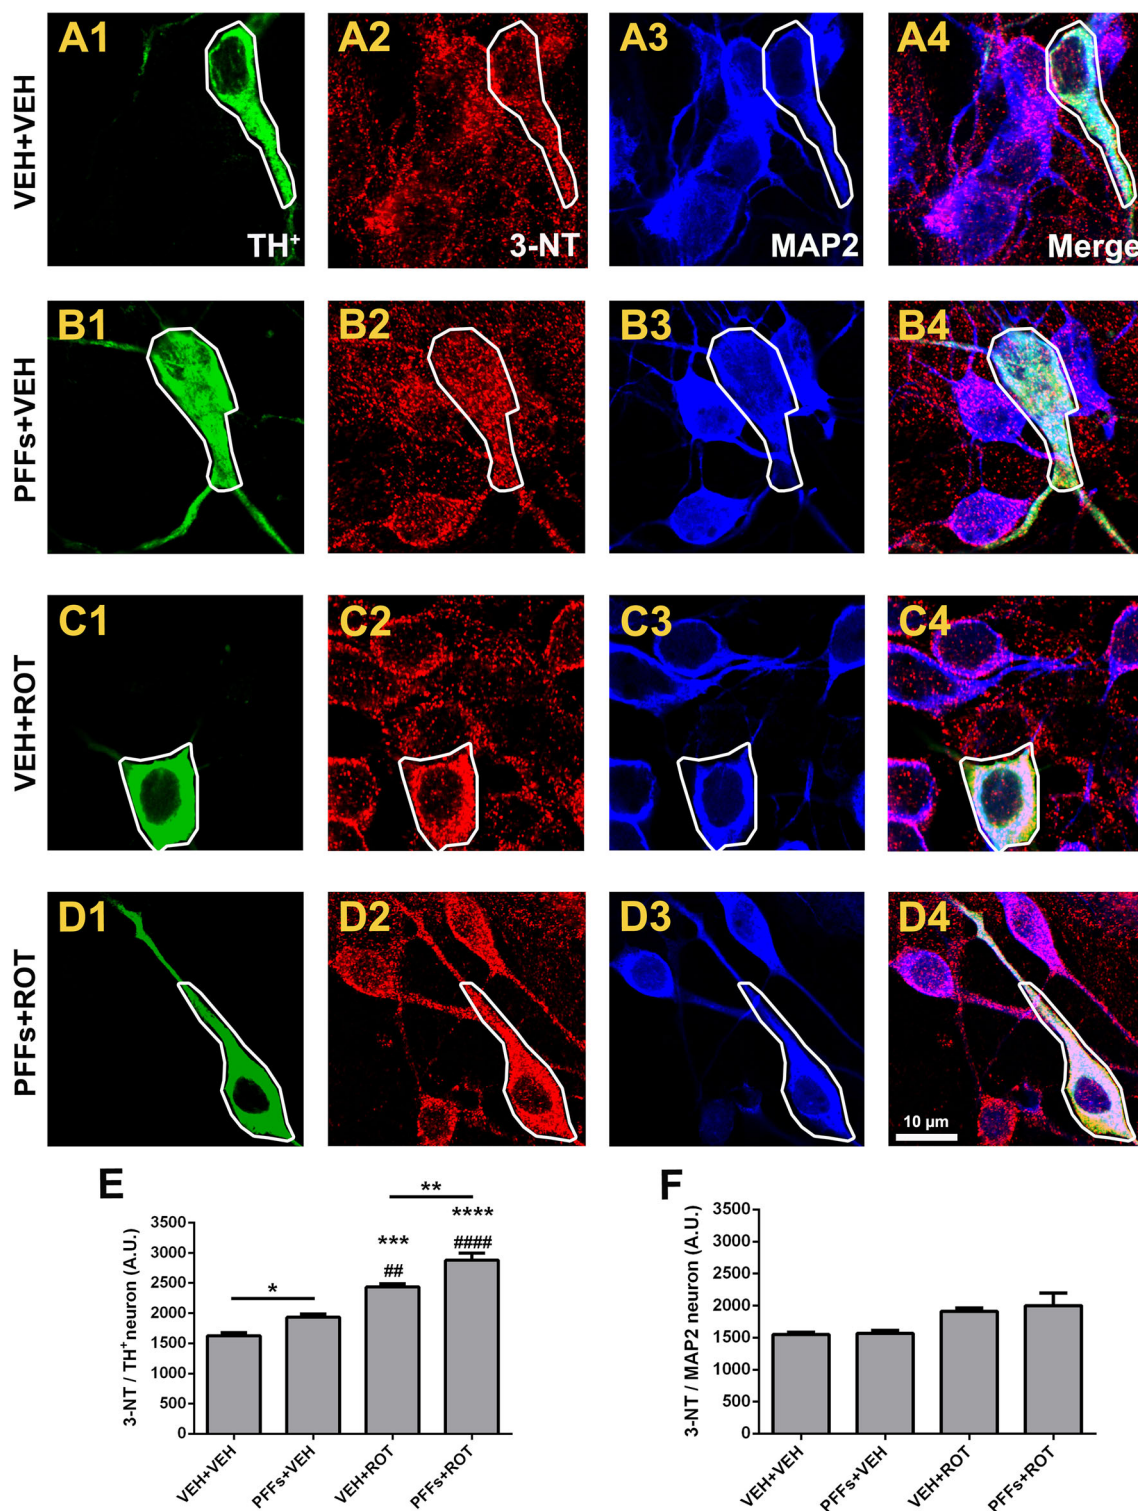 A1 A2 A3 A4
VEH+VEH
TH⁺ 3-NT MAP2 Merge
B1 B2 B3 B4
PFFs+VEH
C1 C2 C3 C4
VEH+ROT
D1 D2 D3 D4
PFFs+ROT
10 µm
E
3-NT / TH⁺neuron (A.U.)
3500
3000
2500
2000
1500
1000
500
0
*
***
##
**
****
####
VEH+VEH
PFFs+VEH
VEH+ROT
PFFs+ROT
F
3-NT / MAP2 neuron (A.U.)
3500
3000
2500
2000
1500
1000
500
0
VEH+VEH
PFFs+VEH
VEH+ROT
PFFs+ROT